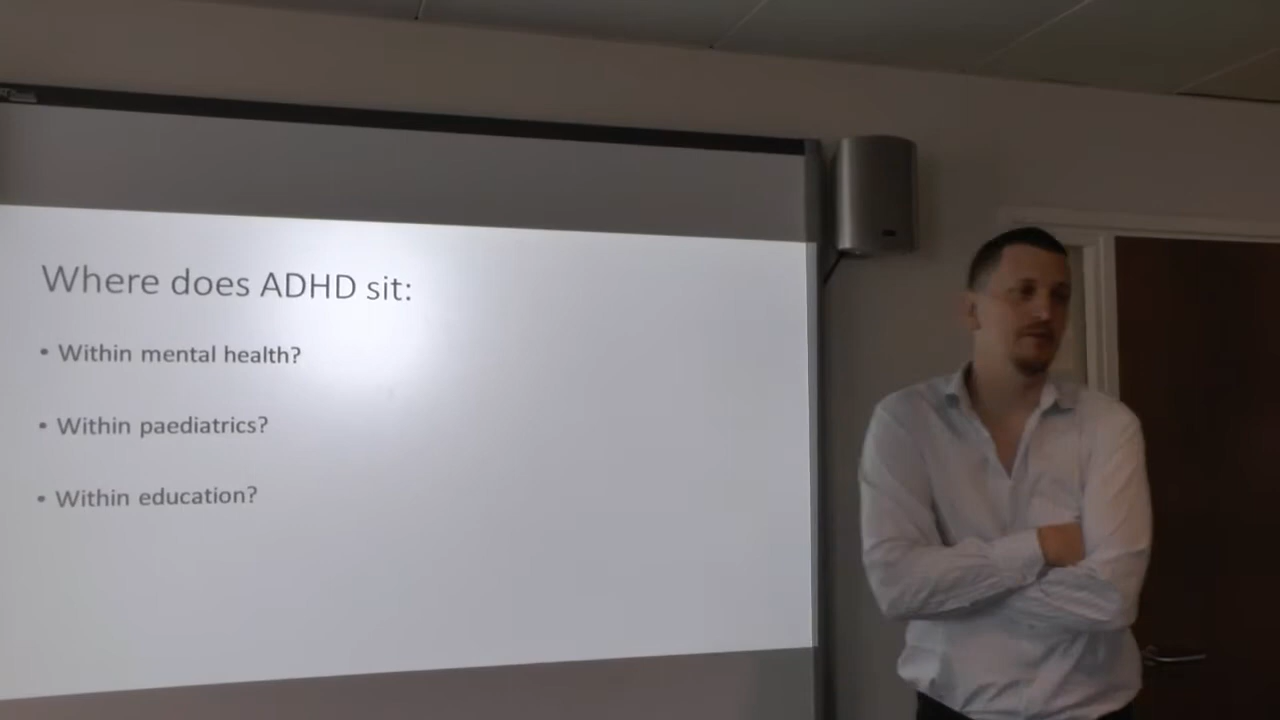 Where does ADHD sit:
• Within mental health?
• Within paediatrics?
• Within education?